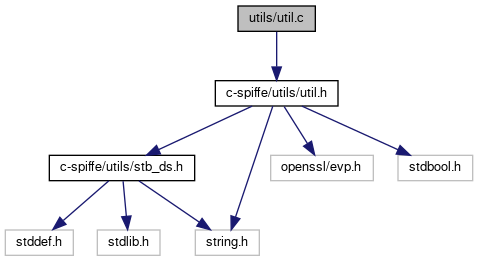 utils/util.c
c-spiffe/utils/util.h
c-spiffe/utils/stb_ds.h
openssl/evp.h
stdbool.h
stddef.h
stdlib.h
string.h